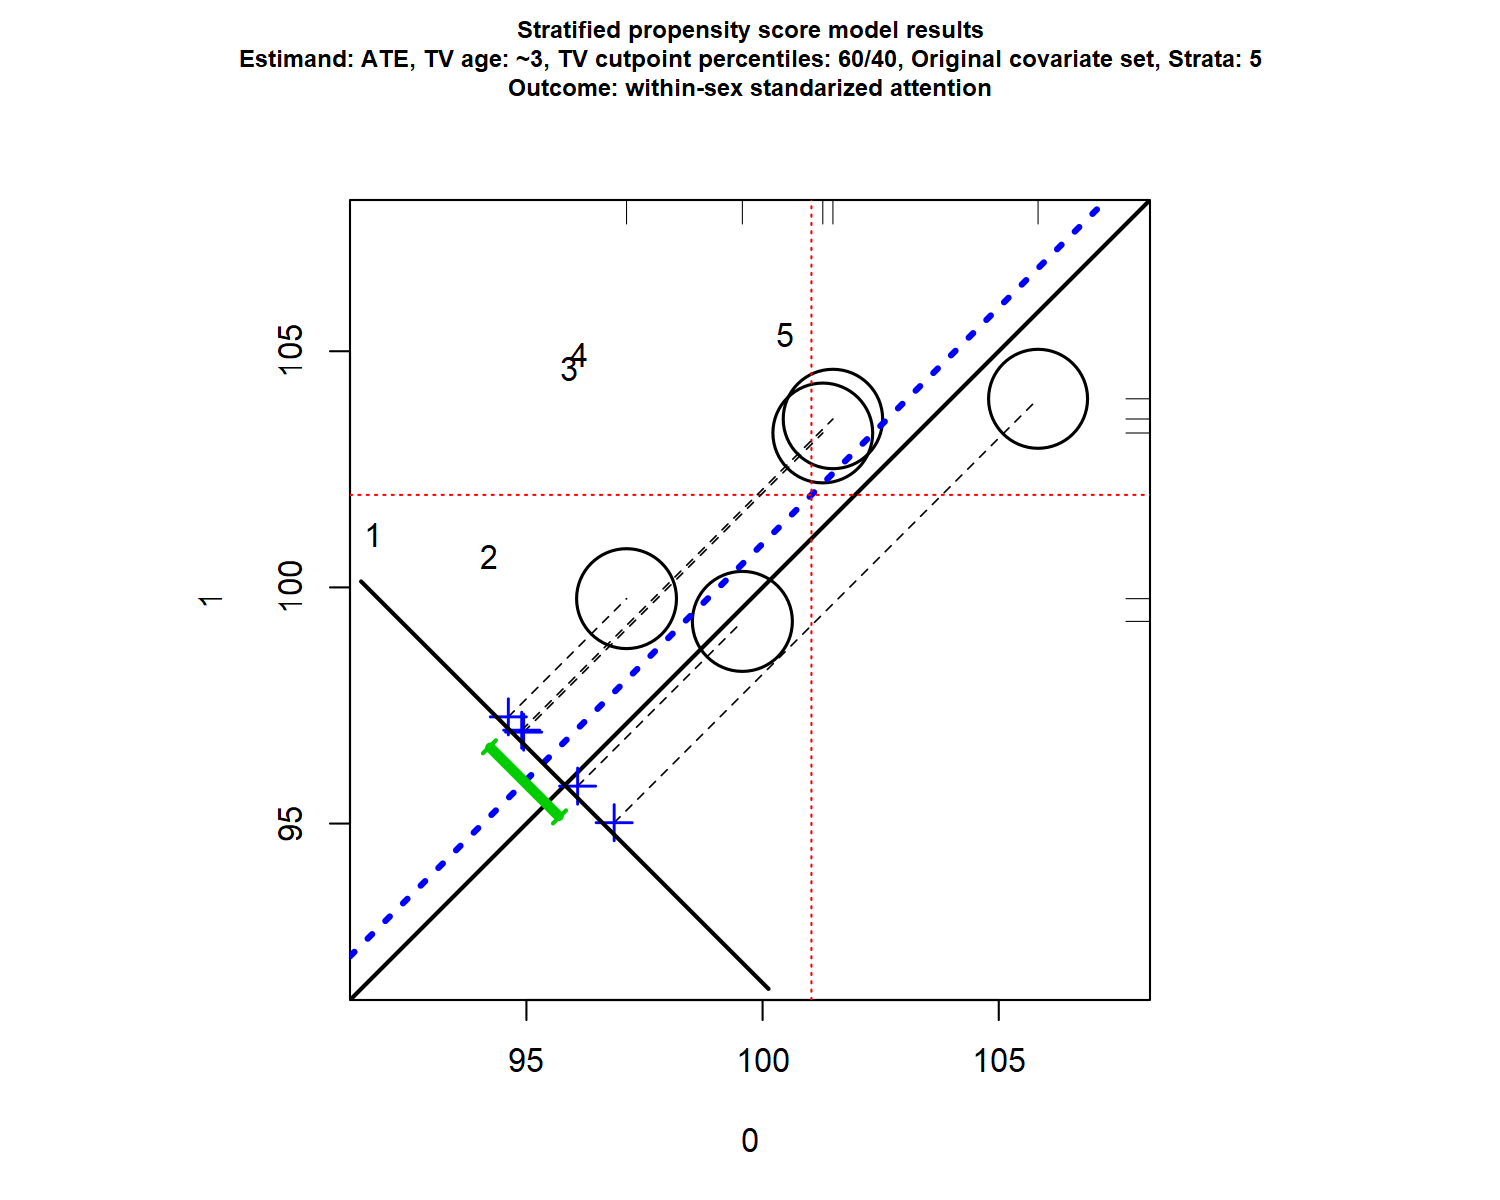 Stratified propensity score model results
Estimand: ATE, TV age: ~3, TV cutpoint percentiles: 60/40, Original covariate set, Strata: 5
Outcome: within-sex standarized attention
5
4
3
1
2
105
100
95
1
95 100 105
0